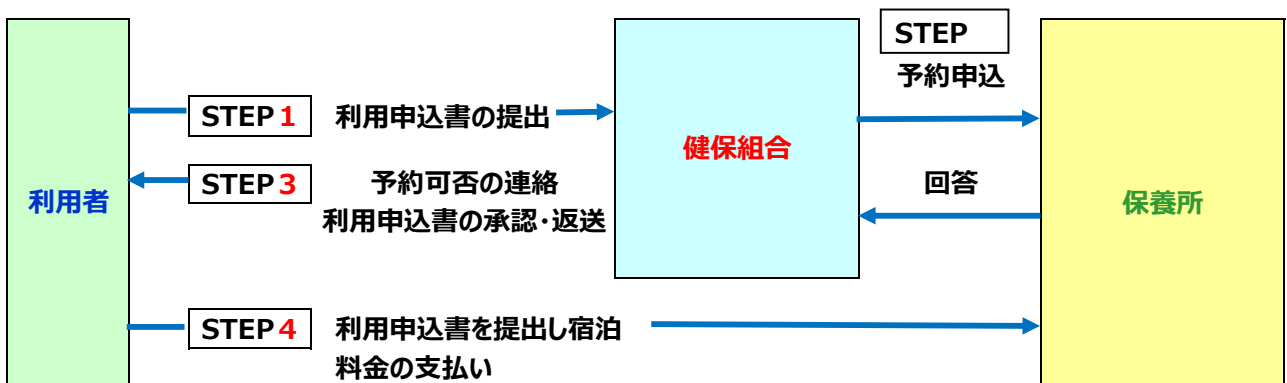 STEP
予約申込
STEP1 利用申込書の提出
健保組合
STEP3 予約可否の連絡
利用申込書の承認・返送
利用者
回答
保養所
STEP4 利用申込書を提出し宿泊
料金の支払い